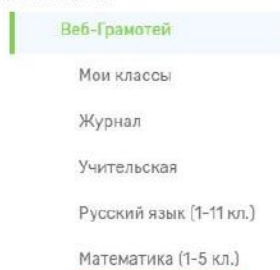 Веб-Грамотей
Мои классы
Журнал
Учительская
Русский язык (1-11 кл.)
Математика (1-5 кл.)